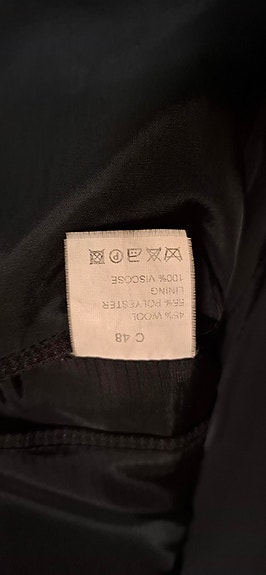 C 48
45% WOOL
55% POLYESTER
LINING
100% VISCOSE
P